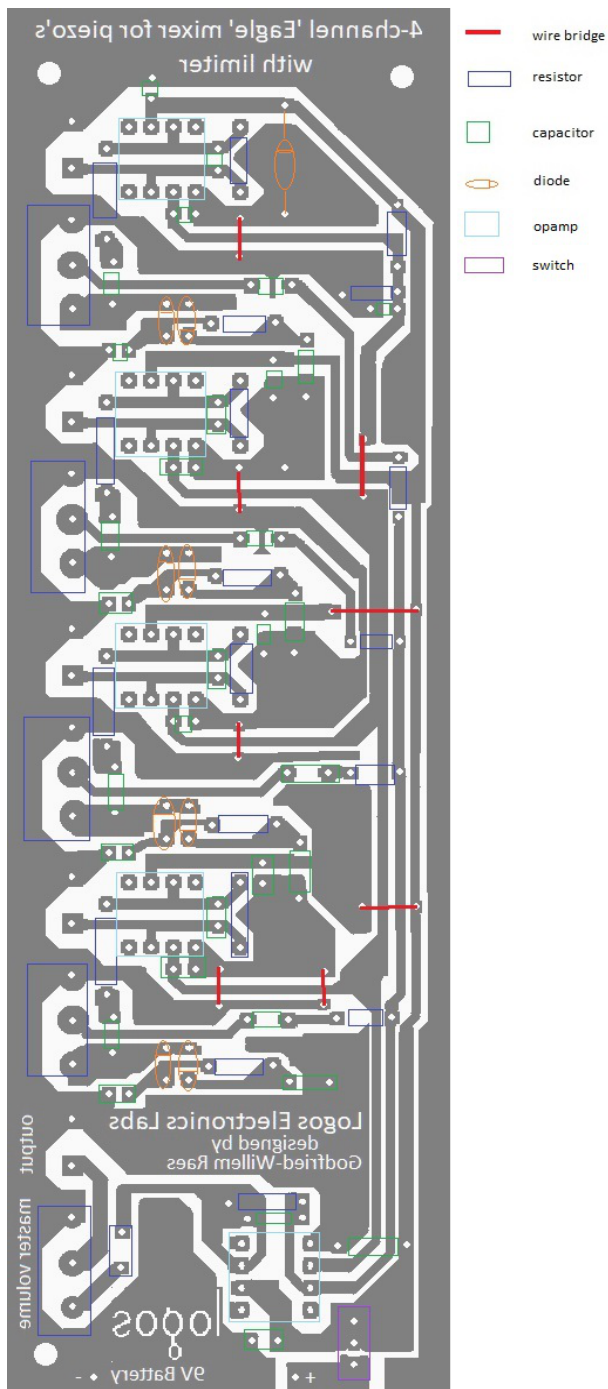 4-channel 'Eagle' mixer for piezo's
with limiter
wire bridge
resistor
capacitor
diode
opamp
switch
Logos Electronics Labs
designed by
Godfried-Willem Raes
output
master volume
logos
9V Battery
- +